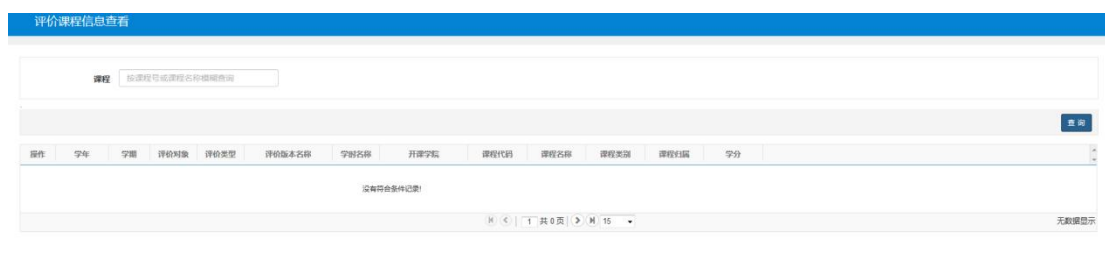 评价课程信息查看
课程 按课程号或课程名称模糊查询
查 询
操作 学年 学期 评价对象 评价类型 评价版本名称 学时名称 开课学院 课程代码 课程名称 课程类别 课程归属 学分
没有符合条件记录!
1 共 0 页 15 无数据显示